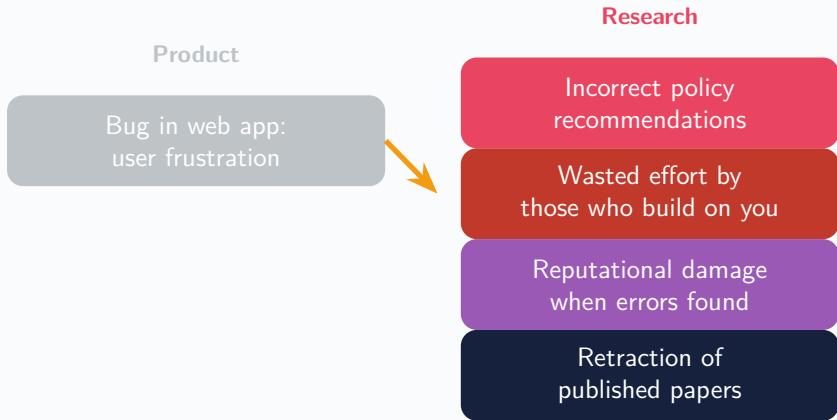 Product
Bug in web app:
user frustration
Research
Incorrect policy
recommendations
Wasted effort by
those who build on you
Reputational damage
when errors found
Retraction of
published papers